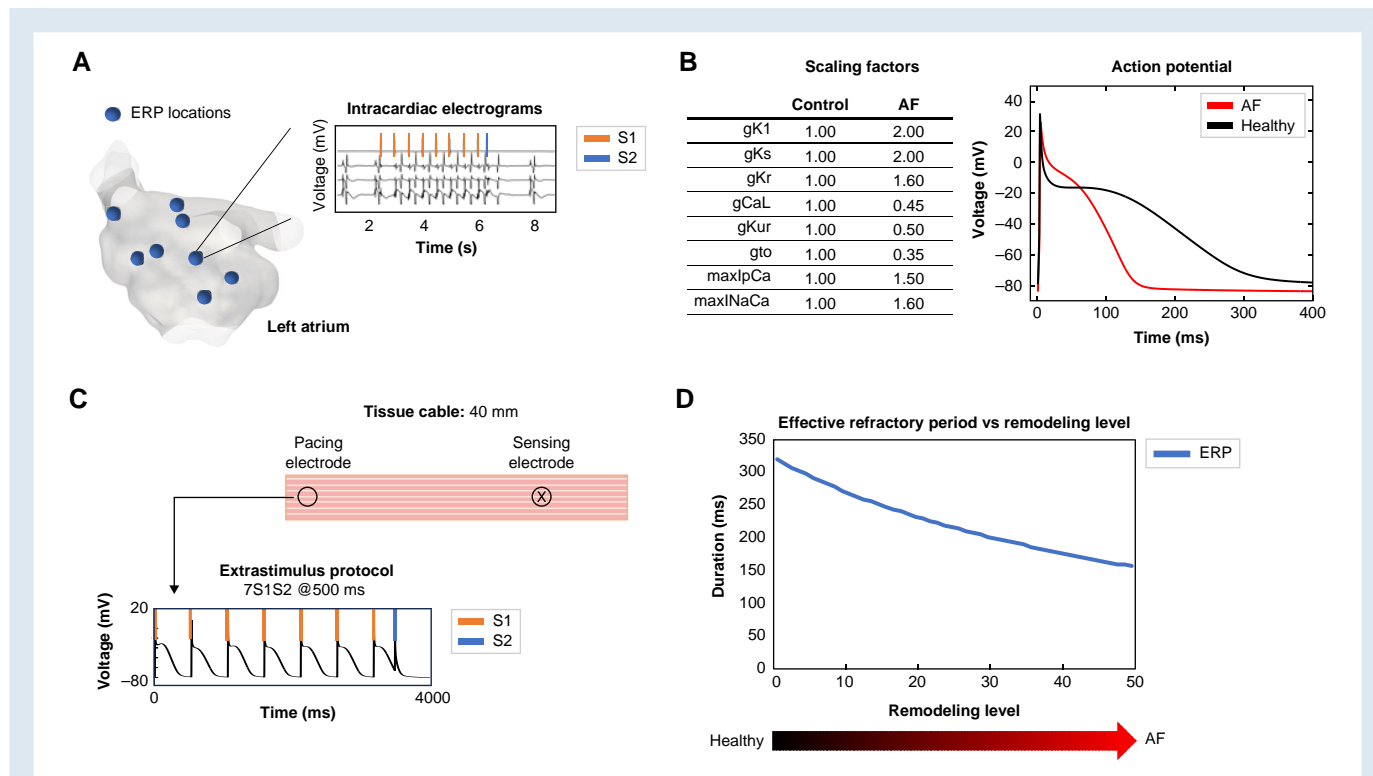 A
ERP locations
Intracardiac electrograms
Voltage (mV)
S1
S2
2 4 6 8
Time (s)
Left atrium
B
Scaling factors
Control AF
gK1 1.00 2.00
gKs 1.00 2.00
gKr 1.00 1.60
gCaL 1.00 0.45
gKur 1.00 0.50
gto 1.00 0.35
maxIpCa 1.00 1.50
maxINaCa 1.00 1.60
Action potential
AF
Healthy
Voltage (mV)
40
20
0
−20
−40
−60
−80
0 100 200 300 400
Time (ms)
C
Tissue cable: 40 mm
Pacing
electrode
Sensing
electrode
X
Extrastimulus protocol
7S1S2 @500 ms
Voltage (mV)
20
−80
0 4000
Time (ms)
S1
S2
D
Effective refractory period vs remodeling level
ERP
Duration (ms)
350
300
250
200
150
100
50
0
0 10 20 30 40 50
Remodeling level
Healthy AF